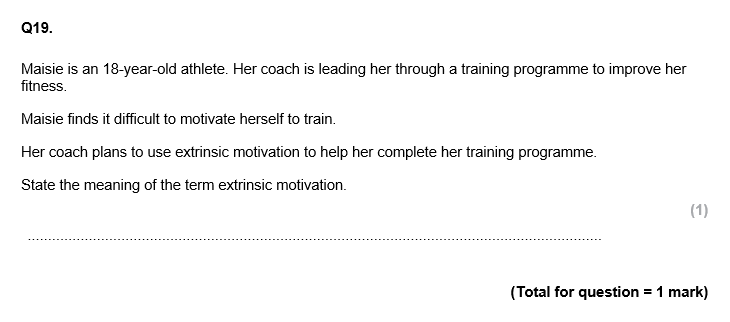 Q19.
Maisie is an 18-year-old athlete. Her coach is leading her through a training programme to improve her
fitness.
Maisie finds it difficult to motivate herself to train.
Her coach plans to use extrinsic motivation to help her complete her training programme.
State the meaning of the term extrinsic motivation.
(1)
..............................................................................................................................................
(Total for question = 1 mark)